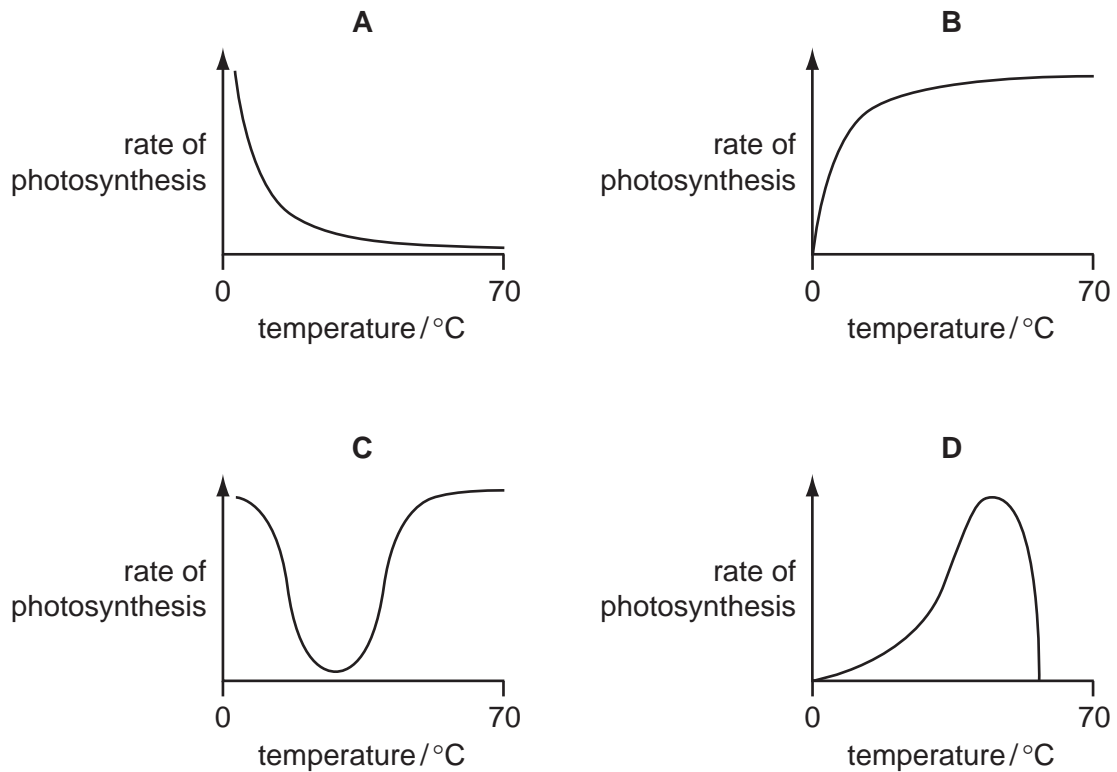 A
rate of
photosynthesis
0
70
temperature / °C
B
rate of
photosynthesis
0
70
temperature / °C
C
rate of
photosynthesis
0
70
temperature / °C
D
rate of
photosynthesis
0
70
temperature / °C